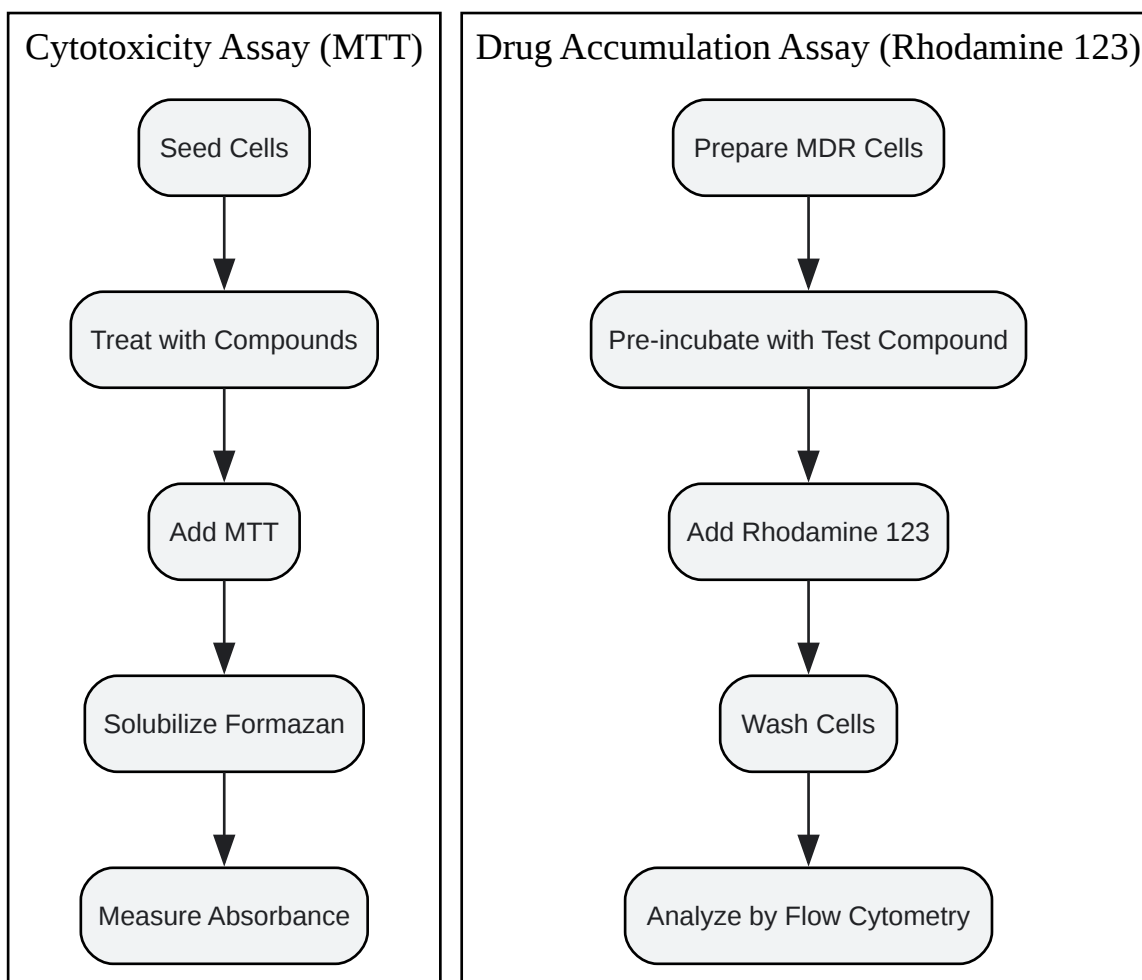 Cytotoxicity Assay (MTT)
Seed Cells
Treat with Compounds
Add MTT
Solubilize Formazan
Measure Absorbance
Drug Accumulation Assay (Rhodamine 123)
Prepare MDR Cells
Pre-incubate with Test Compound
Add Rhodamine 123
Wash Cells
Analyze by Flow Cytometry